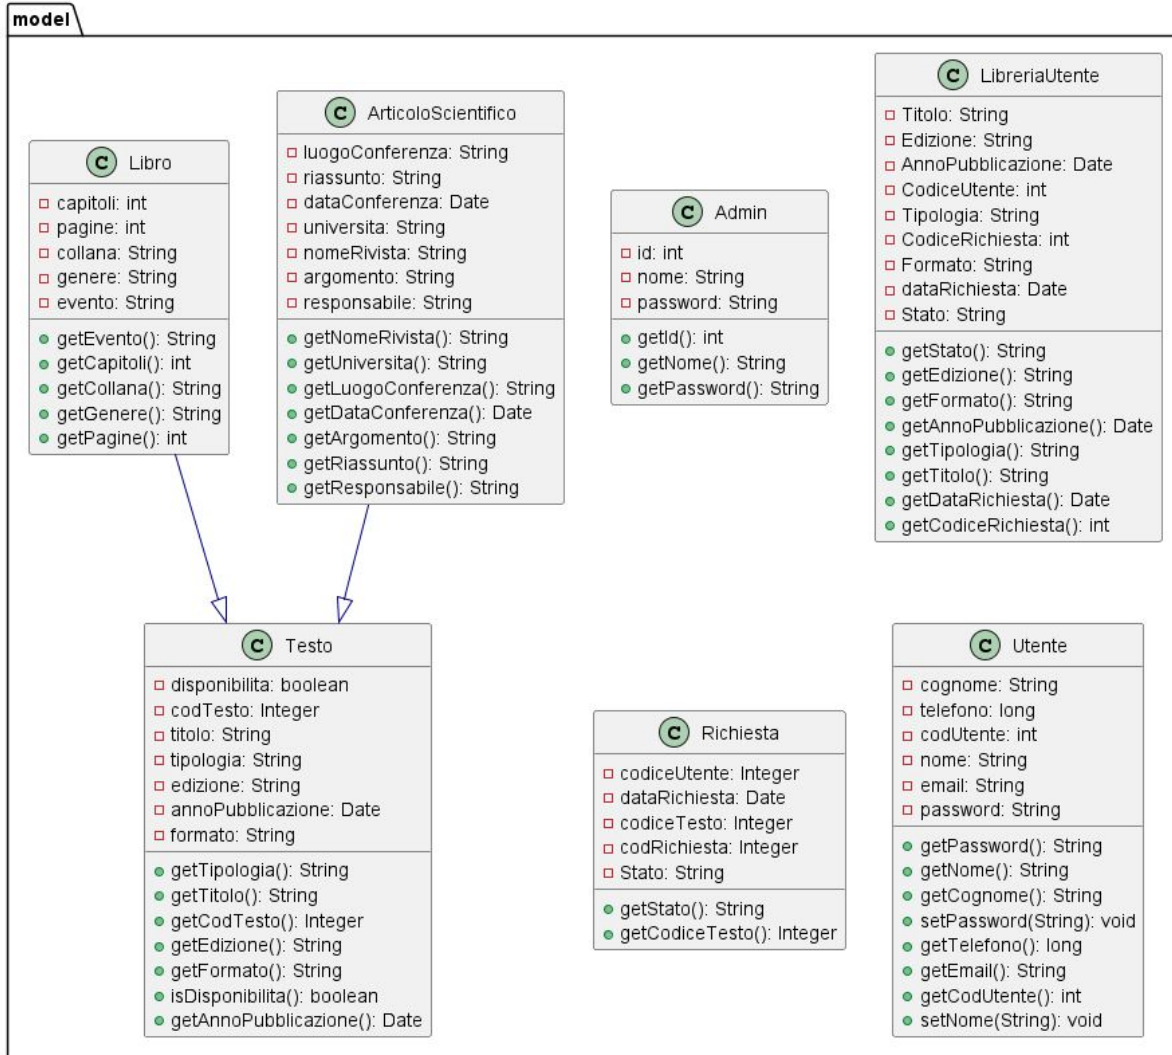 model
C Libro
capitoli: int
pagine: int
collana: String
genere: String
evento: String
getEvento(): String
getCapitoli(): int
getCollana(): String
getGenere(): String
getPagine(): int
C ArticoloScientifico
luogoConferenza: String
riassunto: String
dataConferenza: Date
universita: String
nomeRivista: String
argomento: String
responsabile: String
getNomeRivista(): String
getUniversita(): String
getLuogoConferenza(): String
getDataConferenza(): Date
getArgomento(): String
getRiassunto(): String
getResponsabile(): String
C Admin
id: int
nome: String
password: String
getId(): int
getNome(): String
getPassword(): String
C LibreriaUtente
Titolo: String
Edizione: String
AnnoPubblicazione: Date
CodiceUtente: int
Tipologia: String
CodiceRichiesta: int
Formato: String
dataRichiesta: Date
Stato: String
getStato(): String
getEdizione(): String
getFormato(): String
getAnnoPubblicazione(): Date
getTipologia(): String
getTitolo(): String
getDataRichiesta(): Date
getCodiceRichiesta(): int
C Testo
disponibilita: boolean
codTesto: Integer
titolo: String
tipologia: String
edizione: String
annoPubblicazione: Date
formato: String
getTipologia(): String
getTitolo(): String
getCodTesto(): Integer
getEdizione(): String
getFormato(): String
isDisponibilita(): boolean
getAnnoPubblicazione(): Date
C Richiesta
codiceUtente: Integer
dataRichiesta: Date
codiceTesto: Integer
codRichiesta: Integer
Stato: String
getStato(): String
getCodiceTesto(): Integer
C Utente
cognome: String
telefono: long
codUtente: int
nome: String
email: String
password: String
getPassword(): String
getNome(): String
getCognome(): String
setPassword(String): void
getTelefono(): long
getEmail(): String
getCodUtente(): int
setNome(String): void